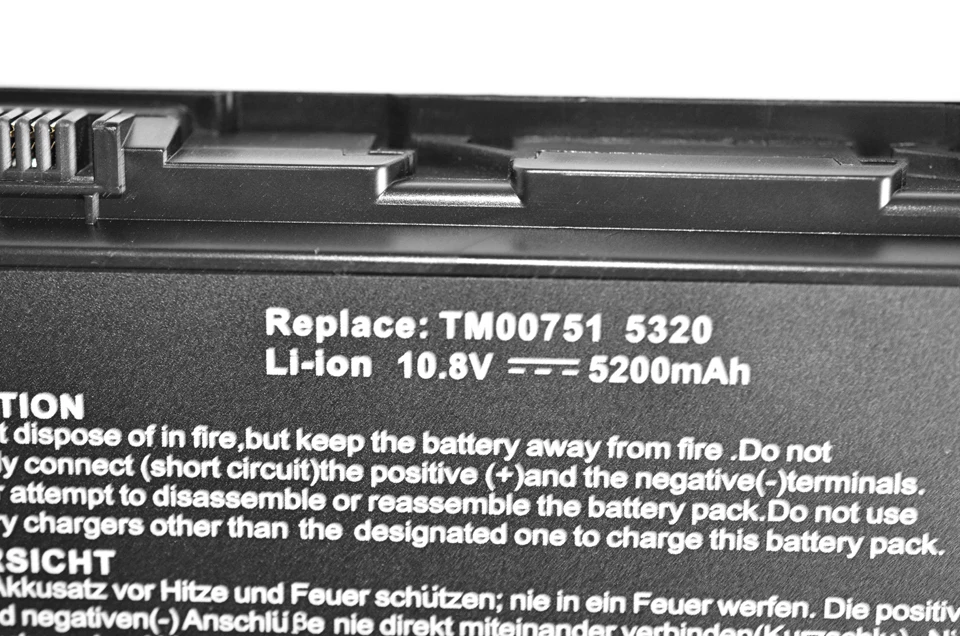 Replace: TM00751 5320
Li-ion 10.8V 5200mAh
TION
t dispose of in fire,but keep the battery away from fire .Do not
ly connect (short circuit)the positive (+)and the negative(-)terminals.
r attempt to disassemble or reassemble the battery pack.Do not use
ry chargers other than the designated one to charge this battery pack.
RSICHT
Akkusatz vor Hitze und Feuer schützen; nie in ein Feuer werfen. Die positiv
d negativen(-)Anschlüße nie direkt miteinander verbinden(Kurzschl